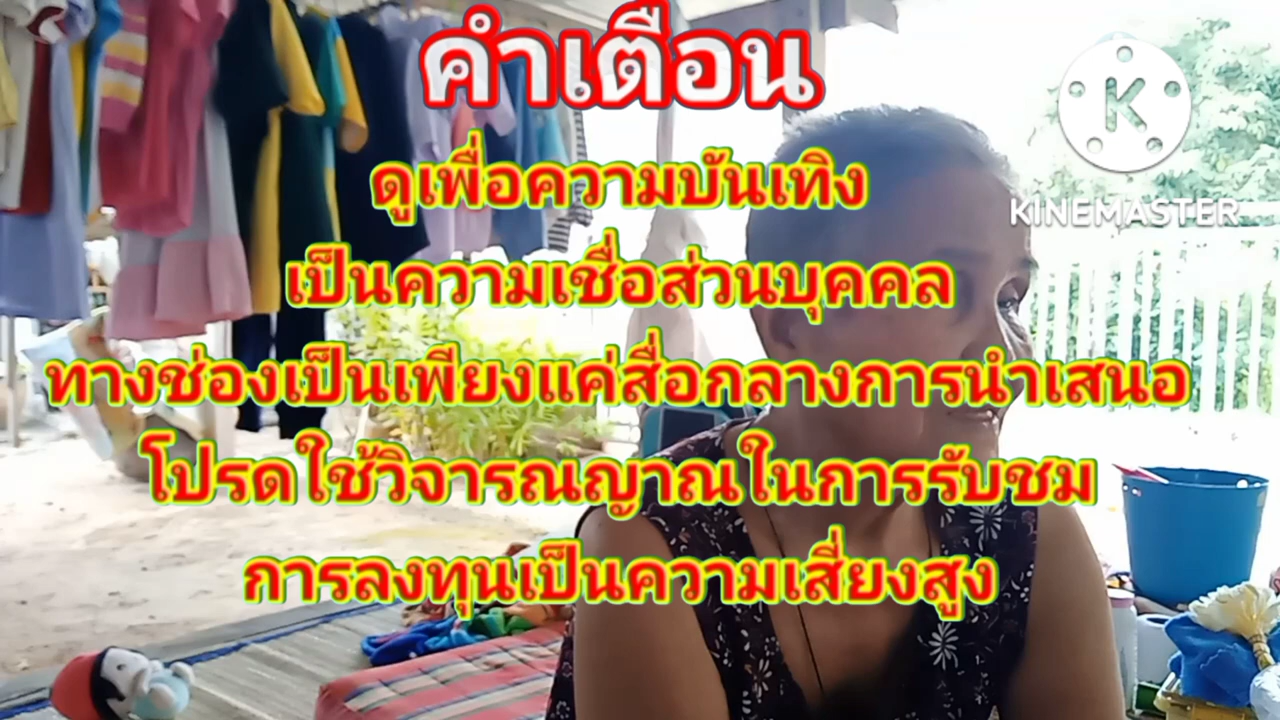 คำเตือน
ดูเพื่อความบันเทิง
เป็นความเชื่อส่วนบุคคล
ทางช่องเป็นเพียงแค่สื่อกลางการนำเสนอ
โปรดใช้วิจารณญาณในการรับชม
การลงทุนเป็นความเสี่ยงสูง
K
KINEMASTER